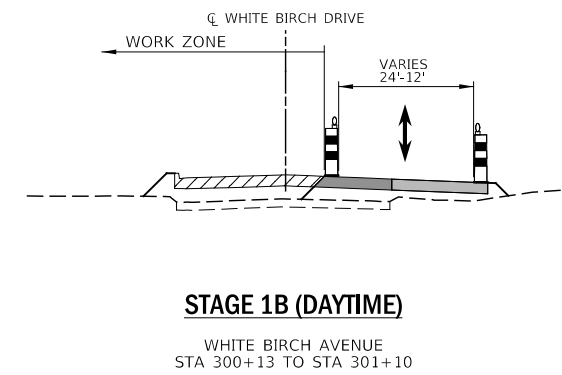 ℄ WHITE BIRCH DRIVE
WORK ZONE
VARIES
24'-12'
STAGE 1B (DAYTIME)
WHITE BIRCH AVENUE
STA 300+13 TO STA 301+10